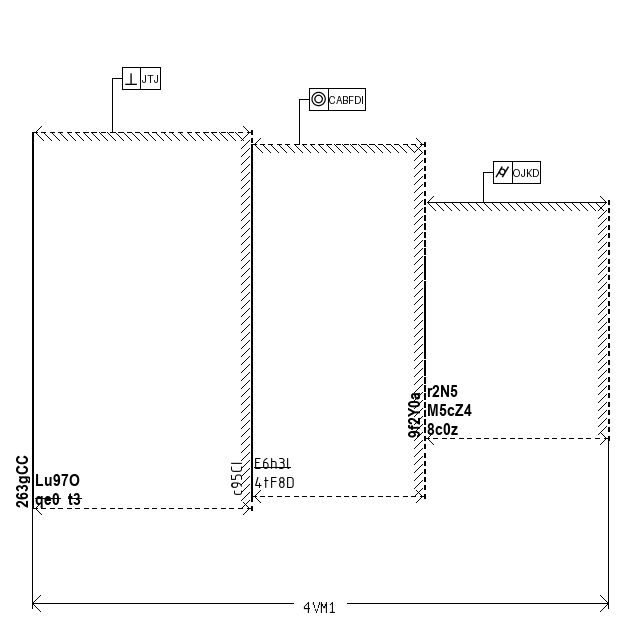 JTJ
CABFDI
OJKD
r2N5
9f2Y0a
M5cZ4
8c0z
263gCC
Lu97O
qe0 t3
c95CL
E6h3L
4tF8D
4VM1